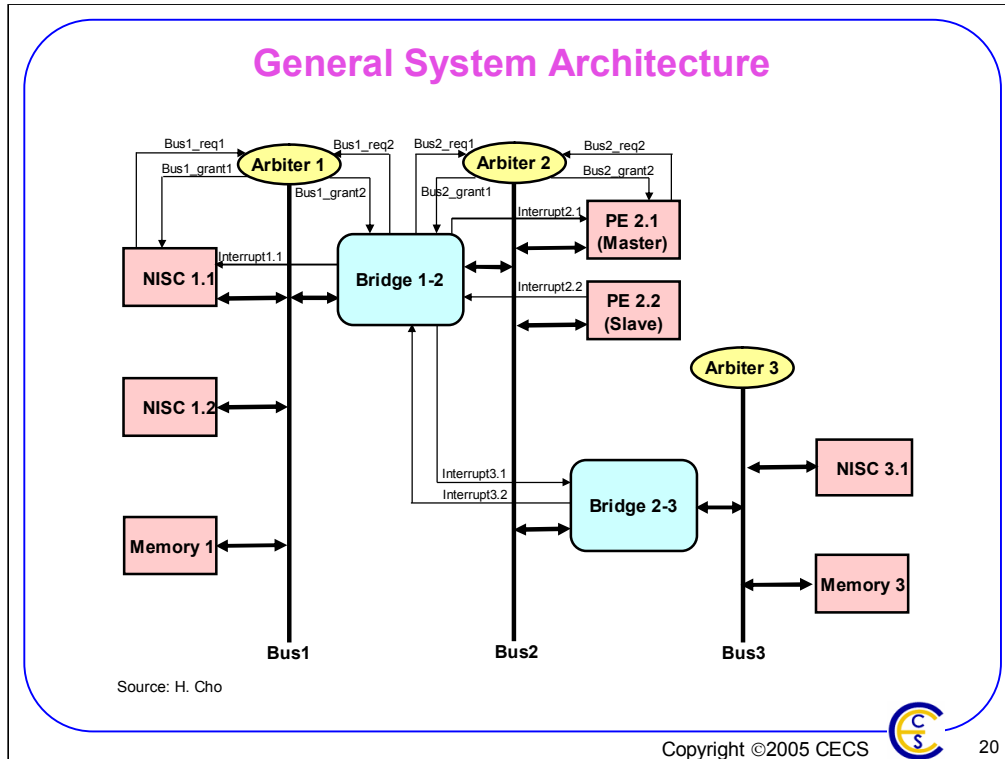 General System Architecture
Bus1_req1
Bus1_req2
Bus2_req1
Bus2_req2
Arbiter 1
Arbiter 2
Bus1_grant1
Bus1_grant2
Bus2_grant1
Bus2_grant2
Interrupt2.1
PE 2.1
(Master)
Interrupt1.1
NISC 1.1
Bridge 1-2
Interrupt2.2
PE 2.2
(Slave)
Arbiter 3
NISC 1.2
Interrupt3.1
Interrupt3.2
Bridge 2-3
NISC 3.1
Memory 1
Memory 3
Bus1
Bus2
Bus3
Source: H. Cho
Copyright ©2005 CECS
C
S
20